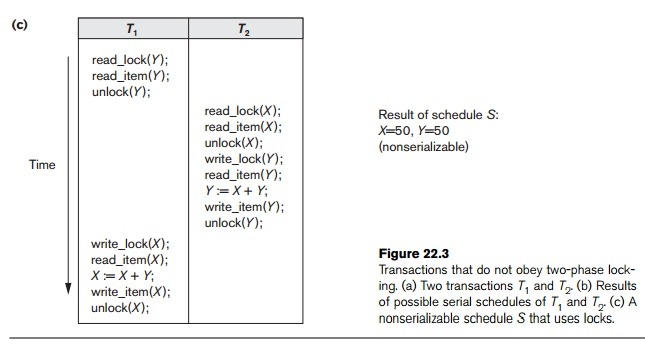 (c)
T₁ T₂
read_lock(Y);
read_item(Y);
unlock(Y);
read_lock(X);
read_item(X);
unlock(X);
write_lock(Y);
read_item(Y);
Y := X + Y;
write_item(Y);
unlock(Y);
write_lock(X);
read_item(X);
X := X + Y;
write_item(X);
unlock(X);
Time
Result of schedule S:
X=50, Y=50
(nonserializable)
Figure 22.3
Transactions that do not obey two-phase lock-
ing. (a) Two transactions T₁ and T₂. (b) Results
of possible serial schedules of T₁ and T₂. (c) A
nonserializable schedule S that uses locks.